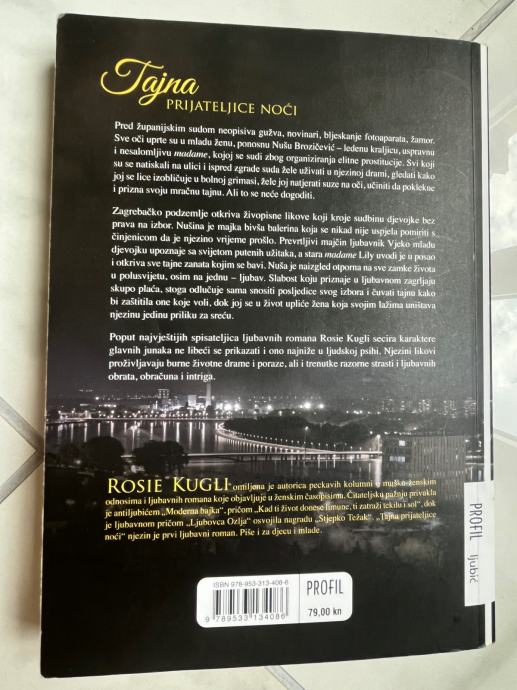 Tajna
PRIJATELJICE NOĆI
Pred županijskim sudom neopisiva gužva, novinari, bljeskanje fotoaparata, žamor.
Sve oči uprte su u mladu ženu, ponosnu Nušu Brozičević – ledenu kraljicu, uspravnu
i nesalomljivu madame, kojoj se sudi zbog organiziranja elitne prostitucije. Svi koji
su se natiskali na ulici i ispred zgrade suda žele uživati u njezinoj drami, gledati kako
joj se lice izobličuje u bolnoj grimasi, žele joj natjerati suze na oči, učiniti da poklekne
i prizna svoju mračnu tajnu. Ali to se neće dogoditi.
Zagrebačko podzemlje otkriva živopisne likove koji kroje sudbinu djevojke bez
prava na izbor. Nušina je majka bivša balerina koja se nikad nije uspjela pomiriti s
činjenicom da je njezino vrijeme prošlo. Prevrtljivi majčin ljubavnik Vjeko mladu
djevojku upoznaje sa svijetom putenih užitaka, a stara madame Lily uvodi je u posao
i otkriva sve tajne zanata kojim se bavi. Nuša je naizgled otporna na sve zamke života
u polusvijetu, osim na jednu – ljubav. Slabost koju priznaje u ljubavnom zagrljaju
skupo plaća, stoga odlučuje sama snositi posljedice svog izbora i čuvati tajnu kako
bi zaštitila one koje voli, dok joj se u život upliće žena koja svojim lažima uništava
njezinu jedinu priliku za sreću.
Poput najvještijih spisateljica ljubavnih romana Rosie Kugli secira karaktere
glavnih junaka ne libeći se prikazati i ono najniže u ljudskoj psihi. Njezini likovi
proživljavaju burne životne drame i poraze, ali i trenutke razorne strasti i ljubavnih
obrata, obračuna i intriga.
ROSIE KUGLI omiljena je autorica peckavih kolumni o muško-ženskim
odnosima i ljubavnih romana koje objavljuje u ženskim časopisima. Čitateljsku pažnju privukla
je antiljubićem „Moderna bajka“, pričom „Kad ti život donese limune, ti zatraži tekilu i sol“, dok
je ljubavnom pričom „Ljubovca Ozlja“ osvojila nagradu „Stjepko Težak“. „Tajna prijateljice
noći“ njezin je prvi ljubavni roman. Piše i za djecu i mlade.
PROFIL ljubić
ISBN 978-953-313-408-6
9 789533 134086
PROFIL
79,00 kn